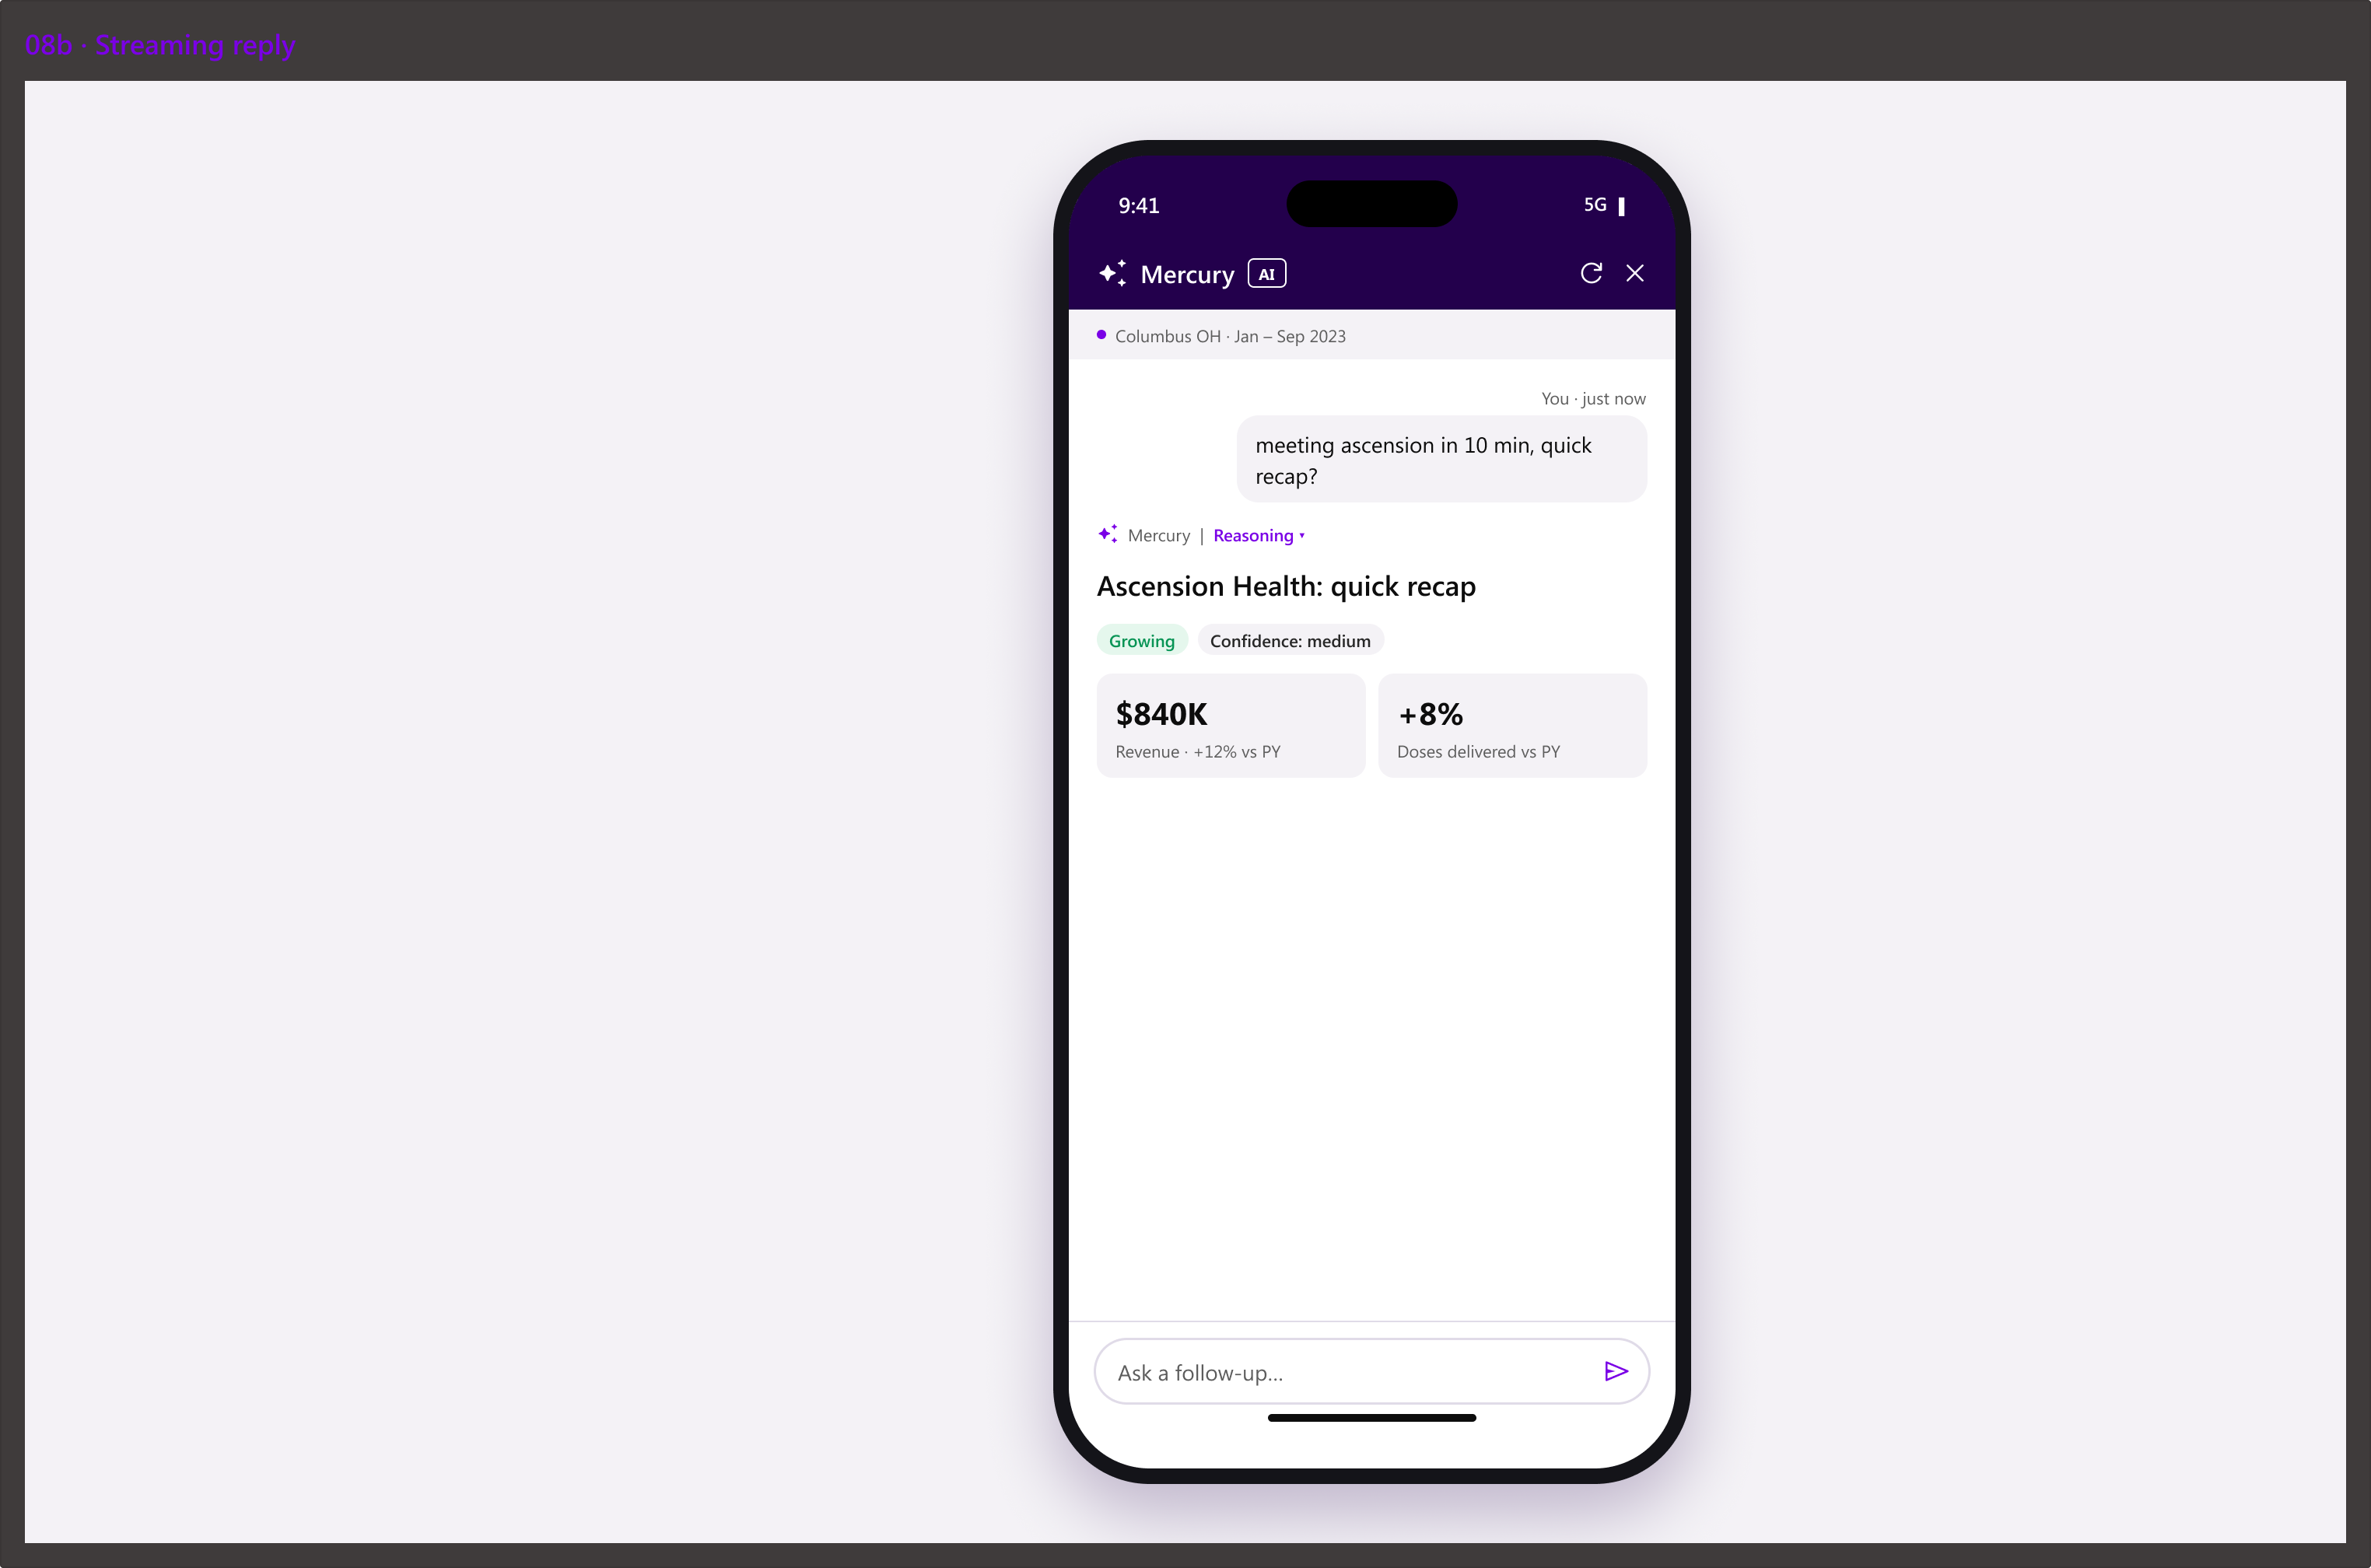 08b · Streaming reply
9:41
5G
Mercury AI
Columbus OH · Jan – Sep 2023
You · just now
meeting ascension in 10 min, quick
recap?
Mercury | Reasoning ▾
Ascension Health: quick recap
Growing Confidence: medium
$840K
Revenue · +12% vs PY
+8%
Doses delivered vs PY
Ask a follow-up...